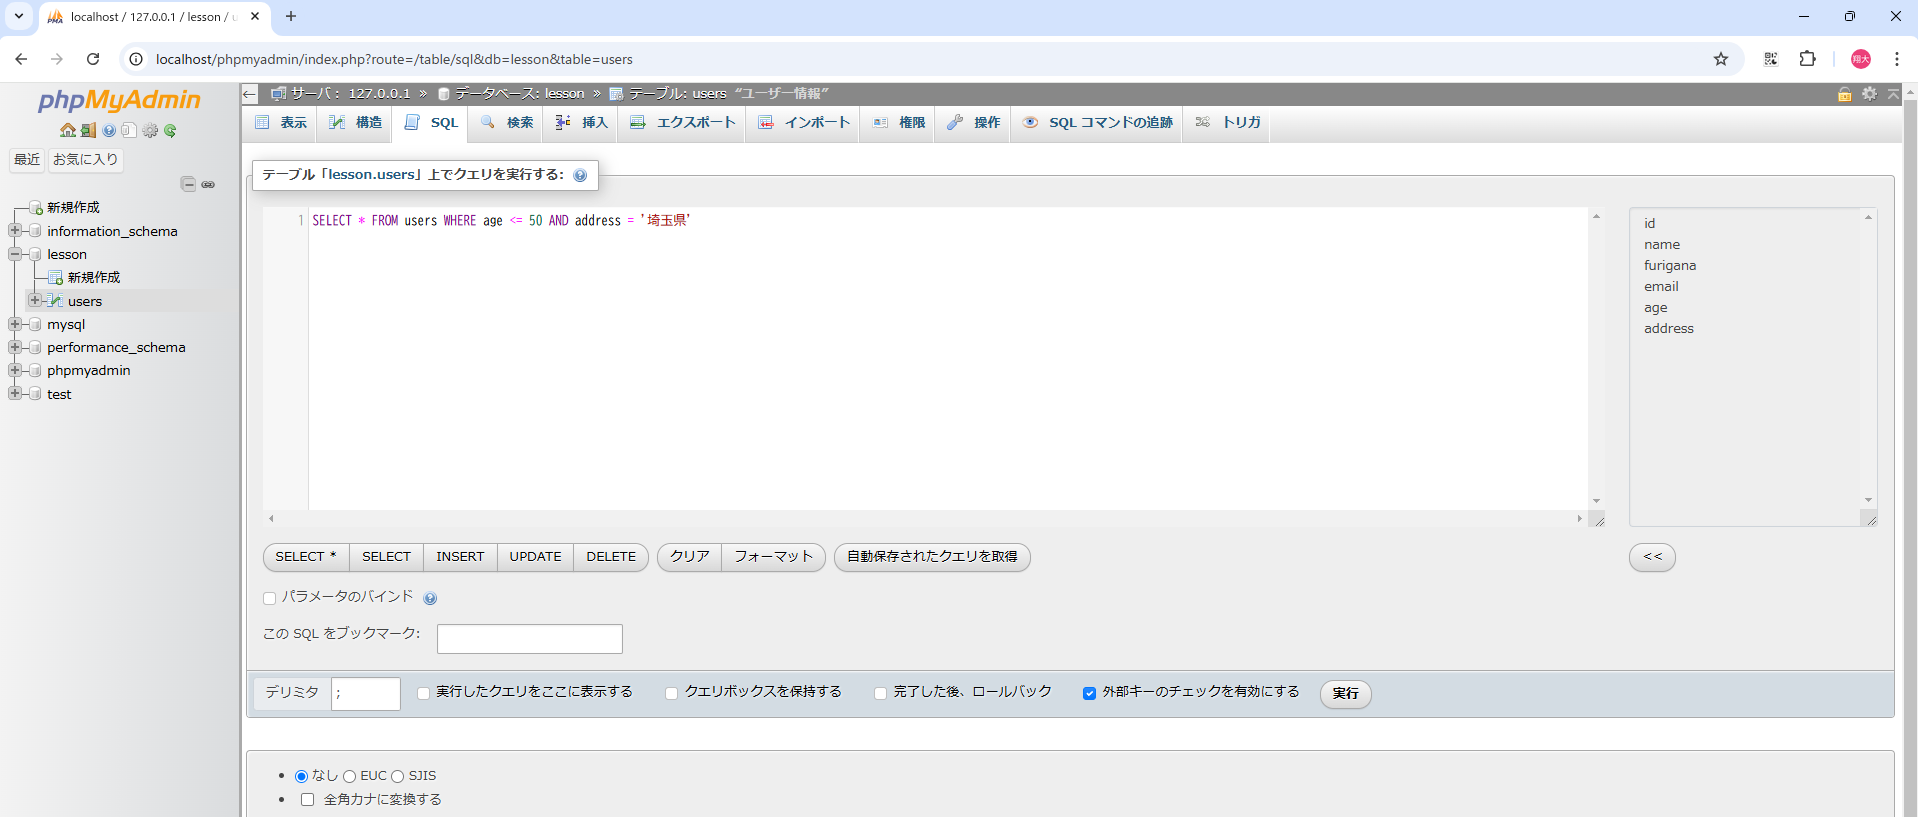 localhost / 127.0.0.1 / lesson / u
localhost/phpmyadmin/index.php?route=/table/sql&db=lesson&table=users
翔大
phpMyAdmin
最近 お気に入り
新規作成
information_schema
lesson
新規作成
users
mysql
performance_schema
phpmyadmin
test
サーバ: 127.0.0.1 » データベース: lesson » テーブル: users “ユーザー情報”
表示 構造 SQL 検索 挿入 エクスポート インポート 権限 操作 SQL コマンドの追跡 トリガ
テーブル「lesson.users」上でクエリを実行する:
1 SELECT * FROM users WHERE age <= 50 AND address = '埼玉県'
id
name
furigana
email
age
address
SELECT * SELECT INSERT UPDATE DELETE クリア フォーマット 自動保存されたクエリを取得 <<
パラメータのバインド
この SQL をブックマーク:
デリミタ ; 実行したクエリをここに表示する クエリボックスを保持する 完了した後、ロールバック 外部キーのチェックを有効にする 実行
なし EUC SJIS
全角カナに変換する